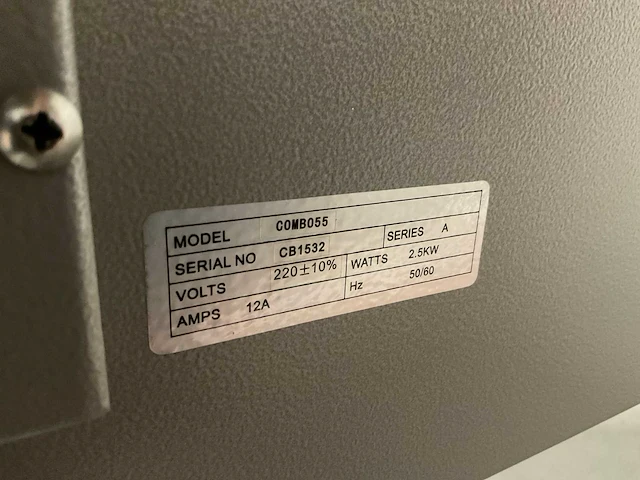 MODEL COMBO55
SERIAL NO CB1532 SERIES A
VOLTS 220±10% WATTS 2.5KW
AMPS 12A Hz 50/60